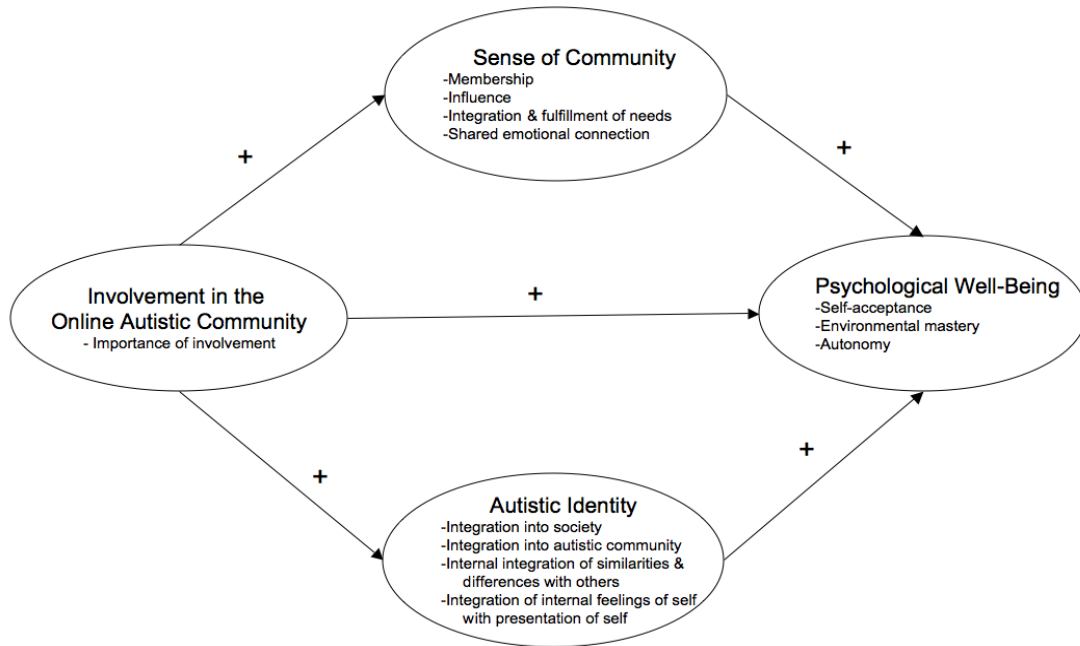 Sense of Community
-Membership
-Influence
-Integration & fulfillment of needs
-Shared emotional connection
+
+
Involvement in the
Online Autistic Community
- Importance of involvement
+
Psychological Well-Being
-Self-acceptance
-Environmental mastery
-Autonomy
+
+
Autistic Identity
-Integration into society
-Integration into autistic community
-Internal integration of similarities &
differences with others
-Integration of internal feelings of self
with presentation of self